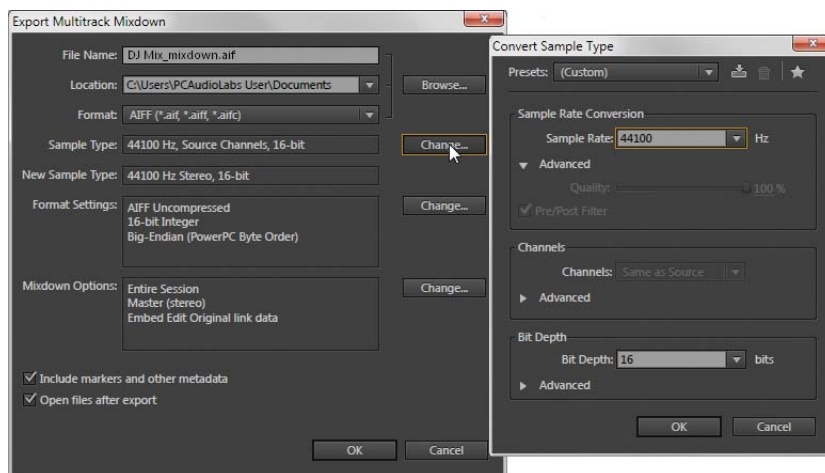 Export Multitrack Mixdown
File Name: DJ Mix_mixdown.aif
Location: C:\Users\PCAudioLabs User\Documents Browse...
Format: AIFF (*.aif, *.aiff, *.aifc)
Sample Type: 44100 Hz, Source Channels, 16-bit Change...
New Sample Type: 44100 Hz Stereo, 16-bit
Format Settings: AIFF Uncompressed Change...
16-bit Integer
Big-Endian (PowerPC Byte Order)
Mixdown Options: Entire Session Change...
Master (stereo)
Embed Edit Original link data
Include markers and other metadata
Open files after export
OK Cancel
Convert Sample Type
Presets: (Custom)
Sample Rate Conversion
Sample Rate: 44100 Hz
Advanced
Quality: 100 %
Pre/Post Filter
Channels
Channels: Same as Source
Advanced
Bit Depth
Bit Depth: 16 bits
Advanced
OK Cancel